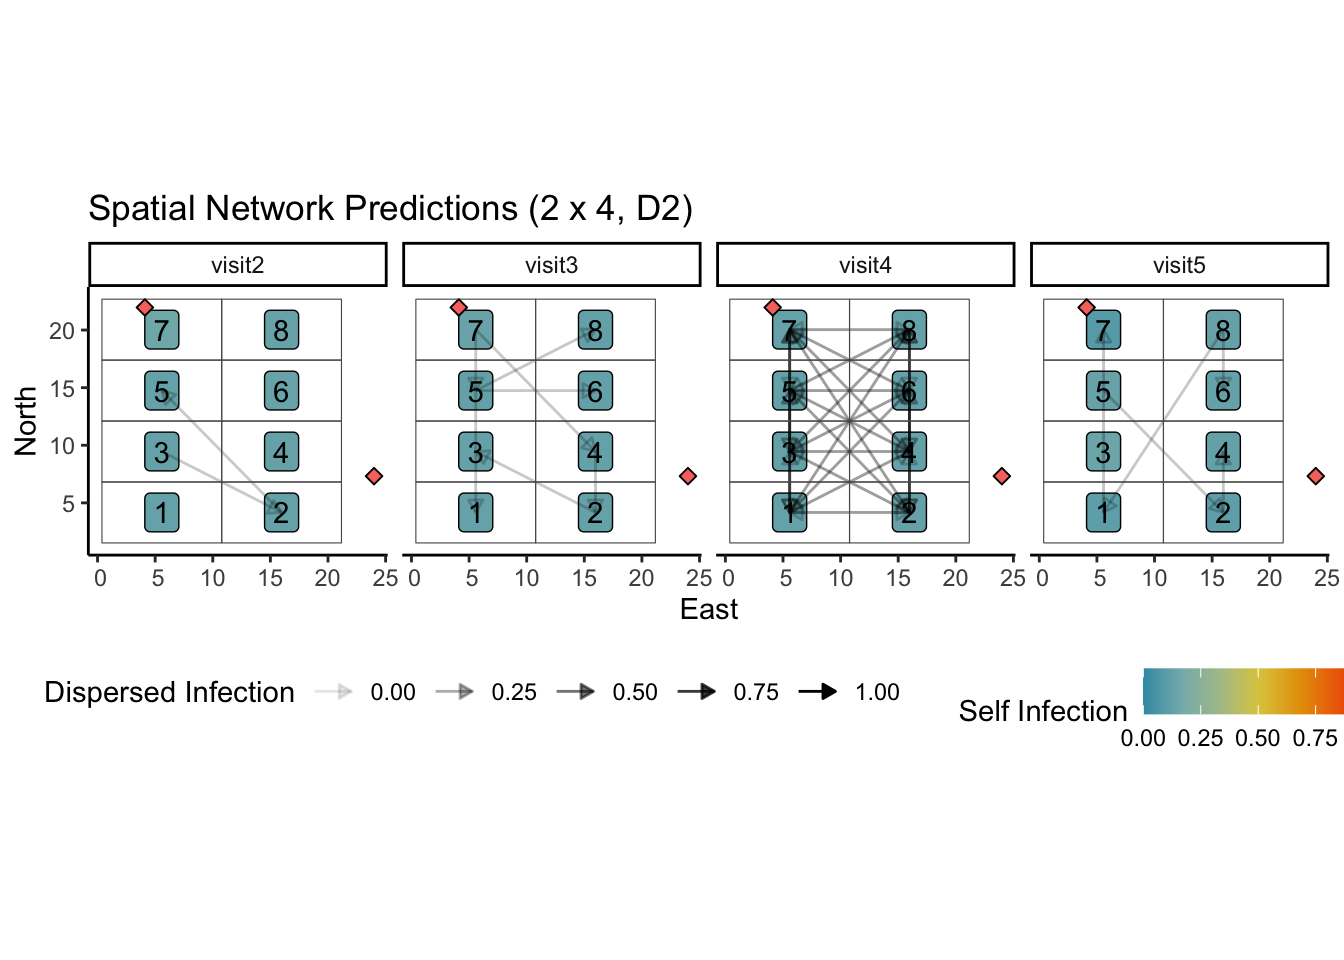 Spatial Network Predictions (2 x 4, D2)
visit2 visit3 visit4 visit5
20 7 8 7 8 7 8 7 8
15 5 6 5 6 5 6 5 6
10 3 4 3 4 3 4 3 4
5 1 2 1 2 1 2 1 2
North
0 5 10 15 20 25 0 5 10 15 20 25 0 5 10 15 20 25 0 5 10 15 20 25
East
Dispersed Infection 0.00 0.25 0.50 0.75 1.00
Self Infection
0.00 0.25 0.50 0.75